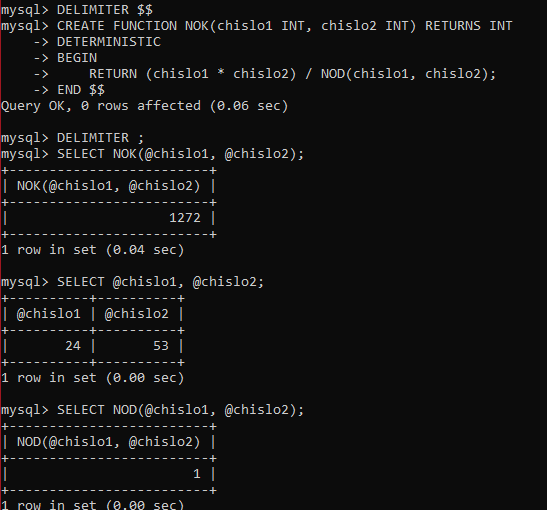 mysql> DELIMITER $$
mysql> CREATE FUNCTION NOK(chislo1 INT, chislo2 INT) RETURNS INT
    -> DETERMINISTIC
    -> BEGIN
    ->     RETURN (chislo1 * chislo2) / NOD(chislo1, chislo2);
    -> END $$
Query OK, 0 rows affected (0.06 sec)

mysql> DELIMITER ;
mysql> SELECT NOK(@chislo1, @chislo2);
+-------------------------+
| NOK(@chislo1, @chislo2) |
+-------------------------+
|                    1272 |
+-------------------------+
1 row in set (0.04 sec)

mysql> SELECT @chislo1, @chislo2;
+----------+----------+
| @chislo1 | @chislo2 |
+----------+----------+
|       24 |       53 |
+----------+----------+
1 row in set (0.00 sec)

mysql> SELECT NOD(@chislo1, @chislo2);
+-------------------------+
| NOD(@chislo1, @chislo2) |
+-------------------------+
|                       1 |
+-------------------------+
1 row in set (0.00 sec)